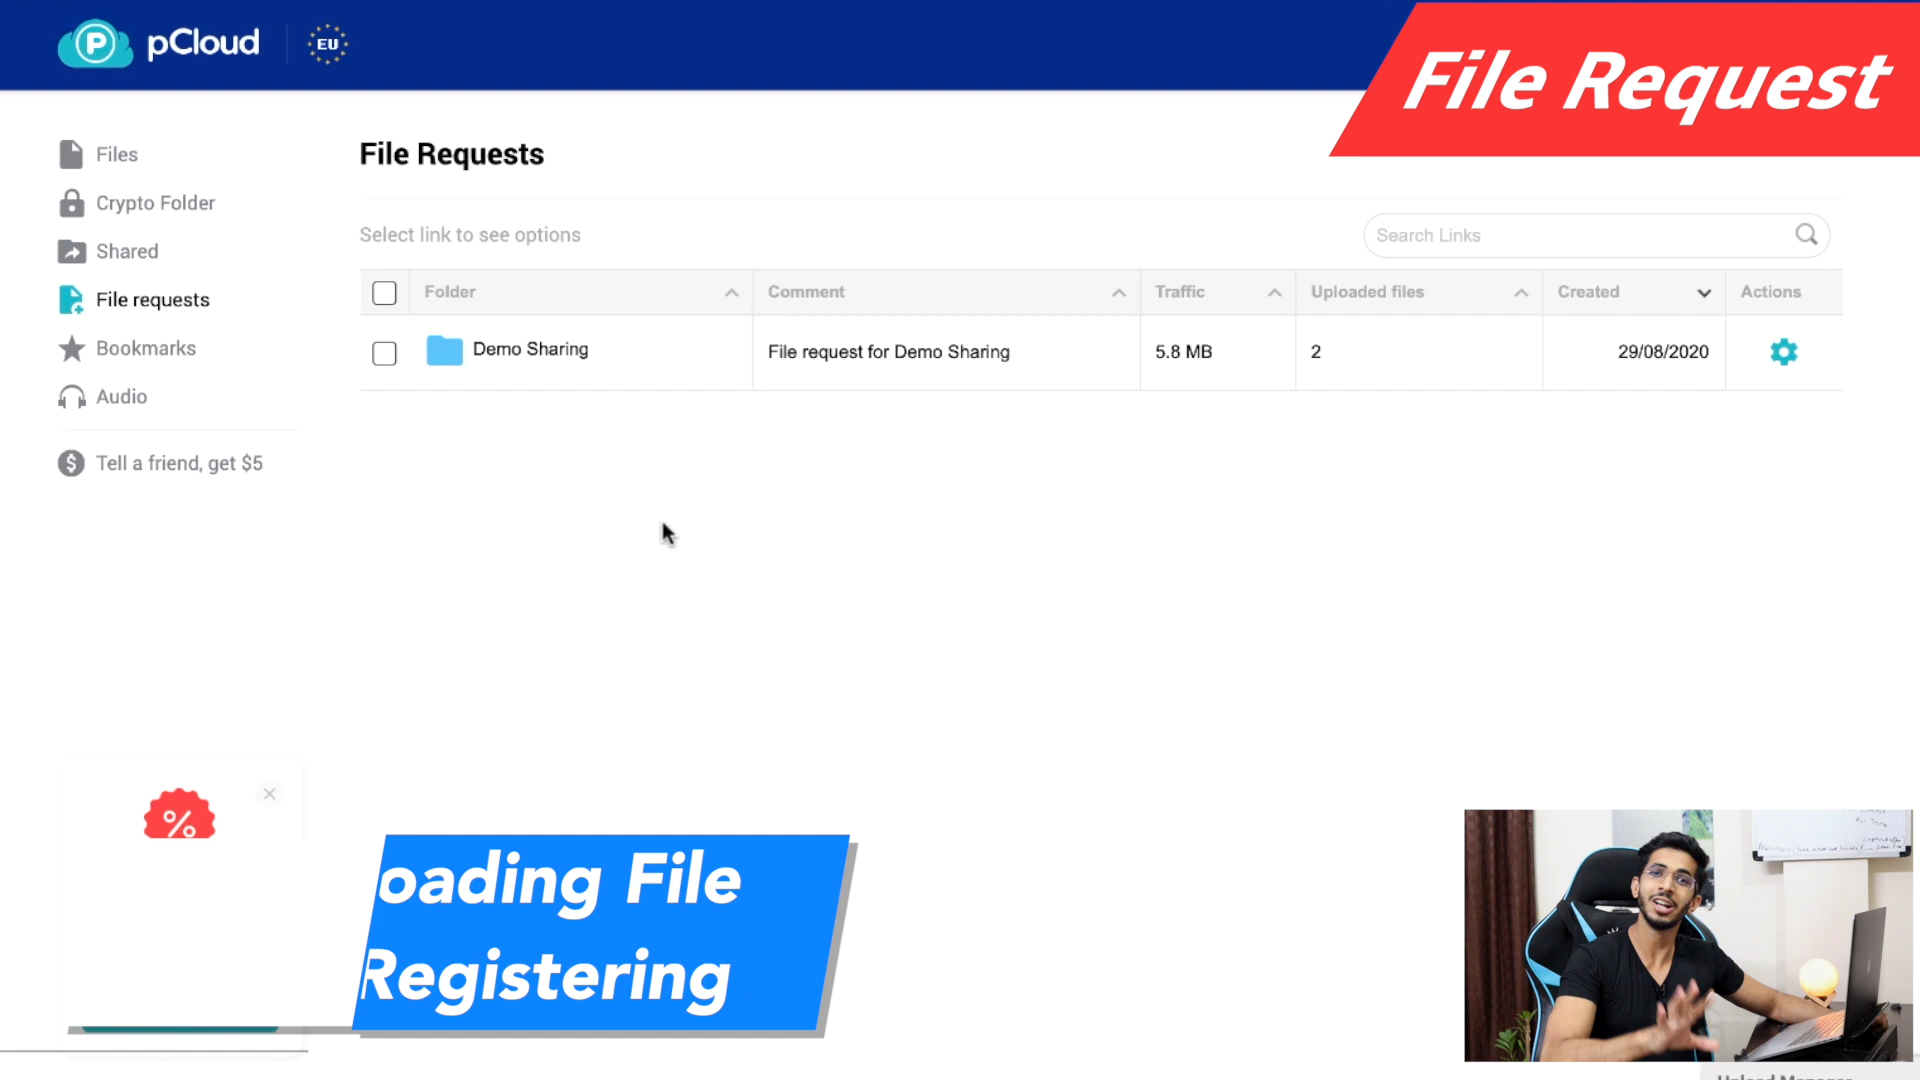 pCloud
EU
File Request
Files
Crypto Folder
Shared
File requests
Bookmarks
Audio
Tell a friend, get $5
File Requests
Select link to see options
Search Links
Folder Comment Traffic Uploaded files Created Actions
Demo Sharing File request for Demo Sharing 5.8 MB 2 29/08/2020
%
oading File
Registering